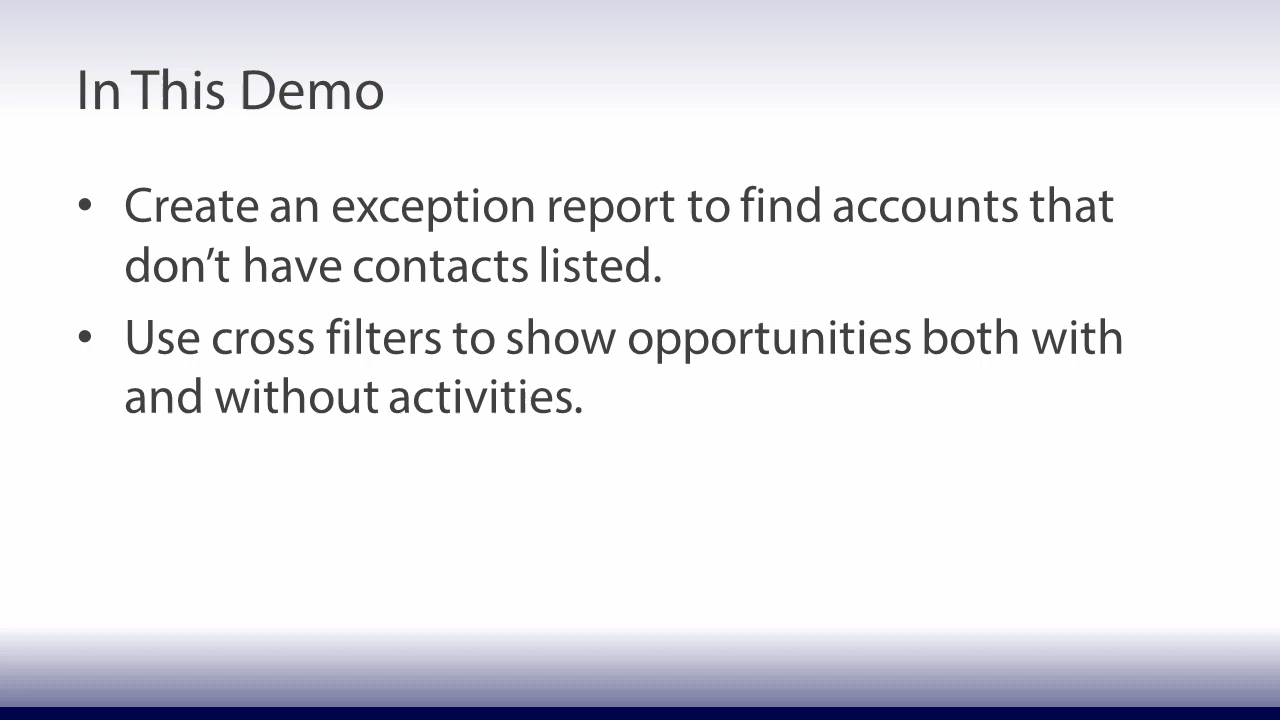 In This Demo
• Create an exception report to find accounts that
don’t have contacts listed.
• Use cross filters to show opportunities both with
and without activities.